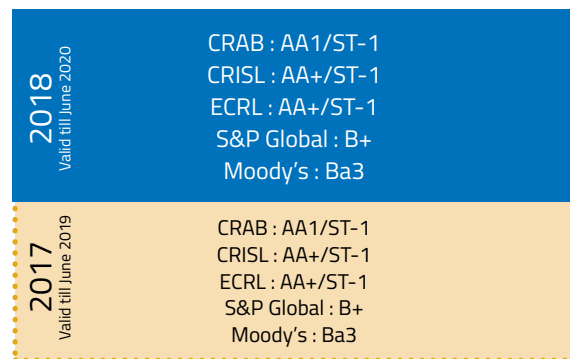 2018
Valid till June 2020
CRAB : AA1/ST-1
CRISL : AA+/ST-1
ECRL : AA+/ST-1
S&P Global : B+
Moody’s : Ba3
2017
Valid till June 2019
CRAB : AA1/ST-1
CRISL : AA+/ST-1
ECRL : AA+/ST-1
S&P Global : B+
Moody’s : Ba3